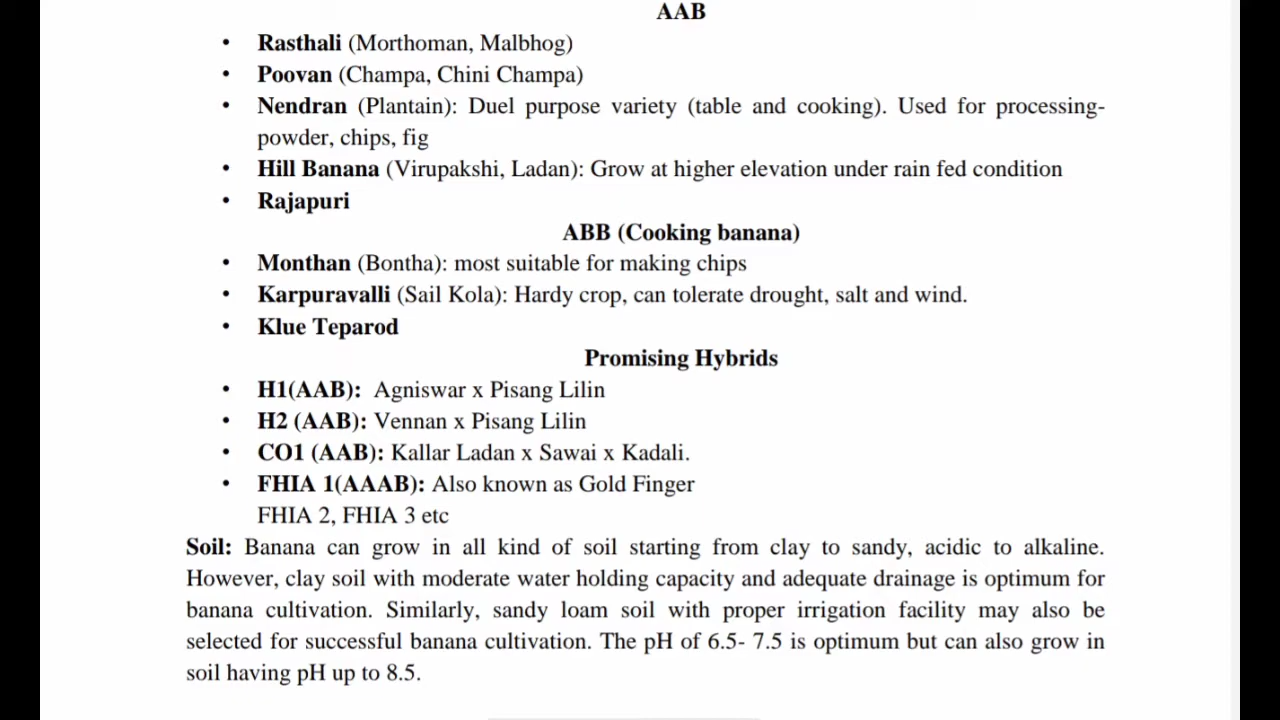 AAB
• Rasthali (Morthoman, Malbhog)
• Poovan (Champa, Chini Champa)
• Nendran (Plantain): Duel purpose variety (table and cooking). Used for processing-
powder, chips, fig
• Hill Banana (Virupakshi, Ladan): Grow at higher elevation under rain fed condition
• Rajapuri
ABB (Cooking banana)
• Monthan (Bontha): most suitable for making chips
• Karpuravalli (Sail Kola): Hardy crop, can tolerate drought, salt and wind.
• Klue Teparod
Promising Hybrids
• H1(AAB): Agniswar x Pisang Lilin
• H2 (AAB): Vennan x Pisang Lilin
• CO1 (AAB): Kallar Ladan x Sawai x Kadali.
• FHIA 1(AAAB): Also known as Gold Finger
FHIA 2, FHIA 3 etc
Soil: Banana can grow in all kind of soil starting from clay to sandy, acidic to alkaline.
However, clay soil with moderate water holding capacity and adequate drainage is optimum for
banana cultivation. Similarly, sandy loam soil with proper irrigation facility may also be
selected for successful banana cultivation. The pH of 6.5- 7.5 is optimum but can also grow in
soil having pH up to 8.5.